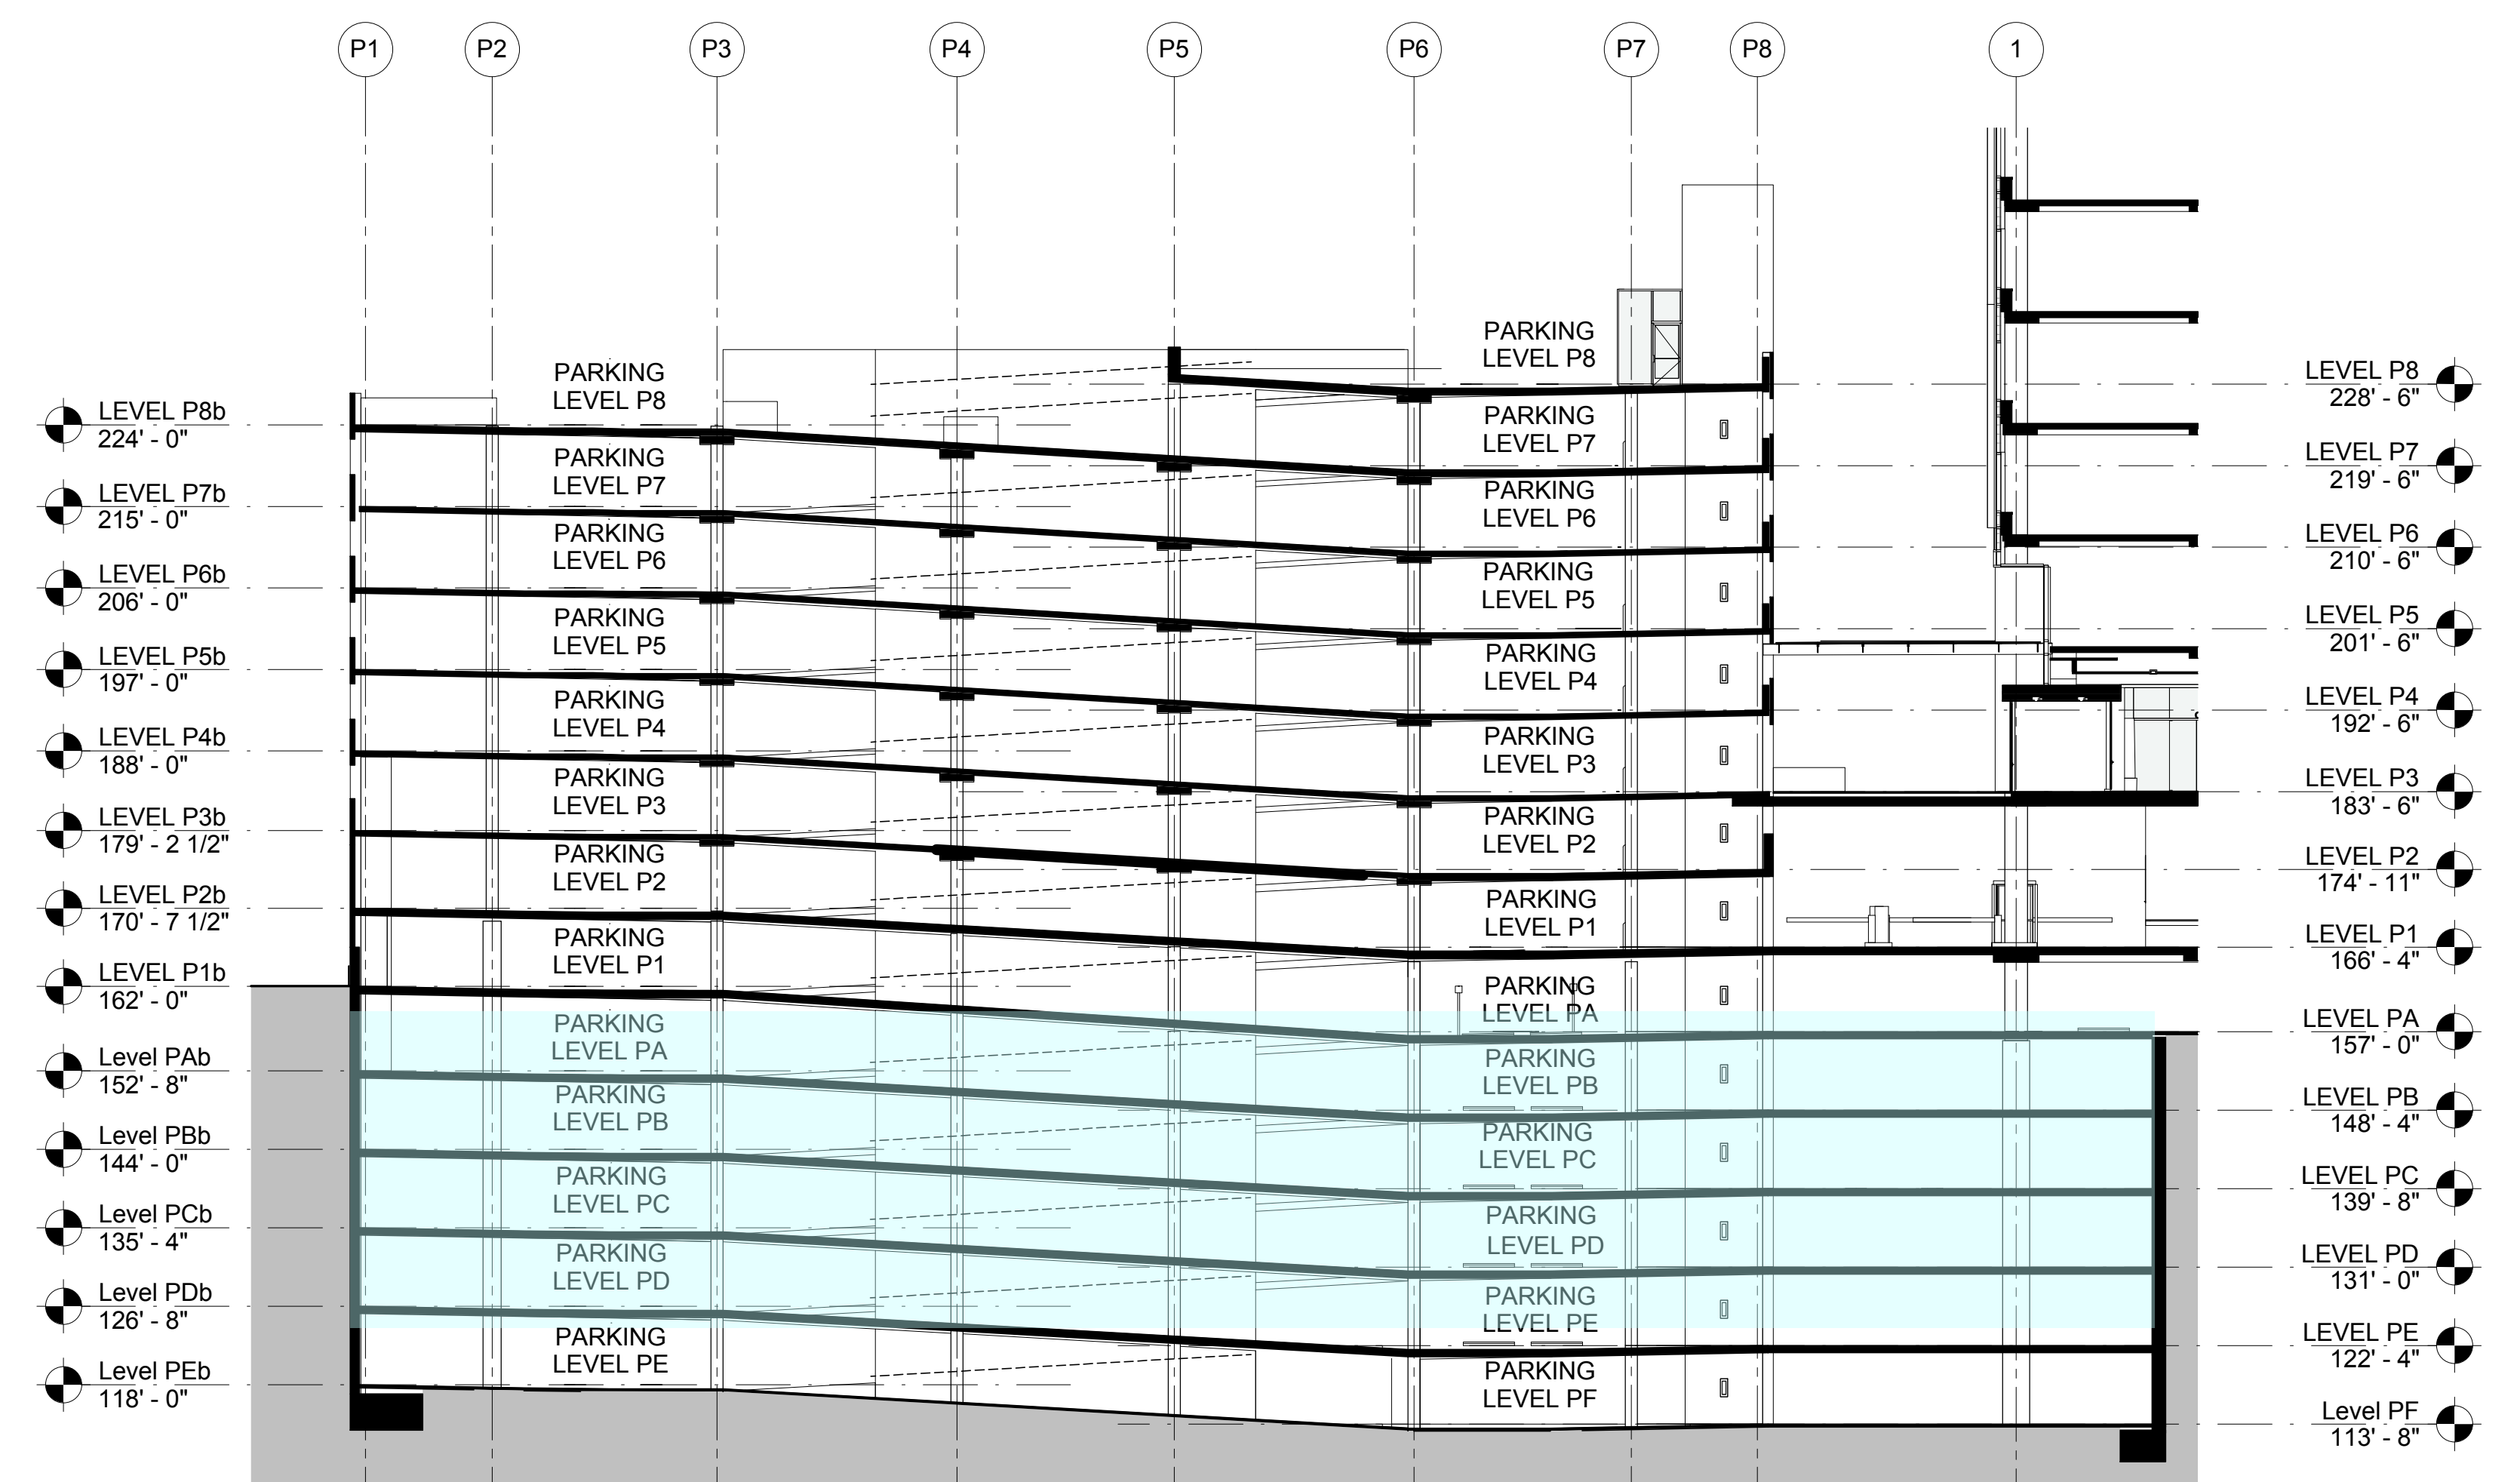 P1 P2 P3 P4 P5 P6 P7 P8 1
LEVEL P8b
224' - 0"
LEVEL P7b
215' - 0"
LEVEL P6b
206' - 0"
LEVEL P5b
197' - 0"
LEVEL P4b
188' - 0"
LEVEL P3b
179' - 2 1/2"
LEVEL P2b
170' - 7 1/2"
LEVEL P1b
162' - 0"
Level PAb
152' - 8"
Level PBb
144' - 0"
Level PCb
135' - 4"
Level PDb
126' - 8"
Level PEb
118' - 0"
PARKING
LEVEL P8
PARKING
LEVEL P7
PARKING
LEVEL P6
PARKING
LEVEL P5
PARKING
LEVEL P4
PARKING
LEVEL P3
PARKING
LEVEL P2
PARKING
LEVEL P1
PARKING
LEVEL PA
PARKING
LEVEL PB
PARKING
LEVEL PC
PARKING
LEVEL PD
PARKING
LEVEL PE
PARKING
LEVEL P8
PARKING
LEVEL P7
PARKING
LEVEL P6
PARKING
LEVEL P5
PARKING
LEVEL P4
PARKING
LEVEL P3
PARKING
LEVEL P2
PARKING
LEVEL P1
PARKING
LEVEL PA
PARKING
LEVEL PB
PARKING
LEVEL PC
PARKING
LEVEL PD
PARKING
LEVEL PE
PARKING
LEVEL PF
LEVEL P8
228' - 6"
LEVEL P7
219' - 6"
LEVEL P6
210' - 6"
LEVEL P5
201' - 6"
LEVEL P4
192' - 6"
LEVEL P3
183' - 6"
LEVEL P2
174' - 11"
LEVEL P1
166' - 4"
LEVEL PA
157' - 0"
LEVEL PB
148' - 4"
LEVEL PC
139' - 8"
LEVEL PD
131' - 0"
LEVEL PE
122' - 4"
Level PF
113' - 8"